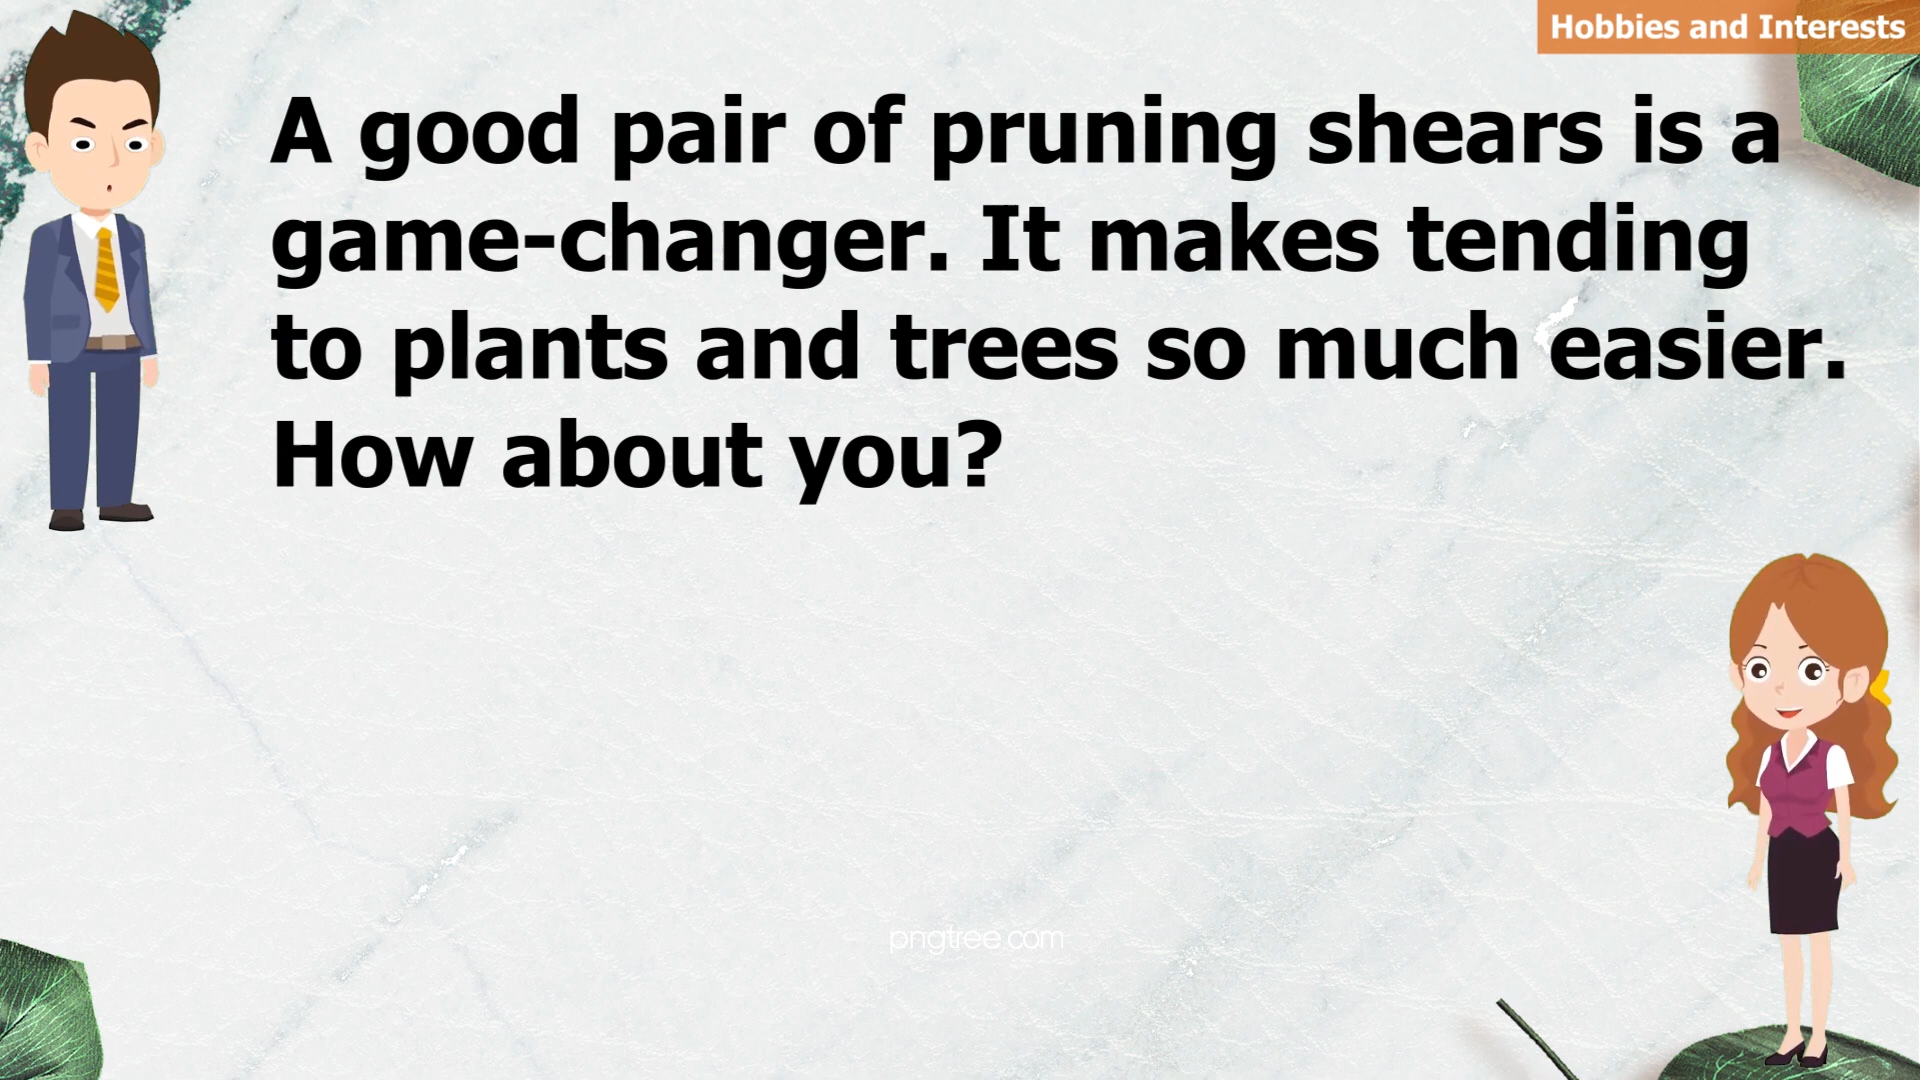 Hobbies and Interests
A good pair of pruning shears is a
game-changer. It makes tending
to plants and trees so much easier.
How about you?
pngtree.com